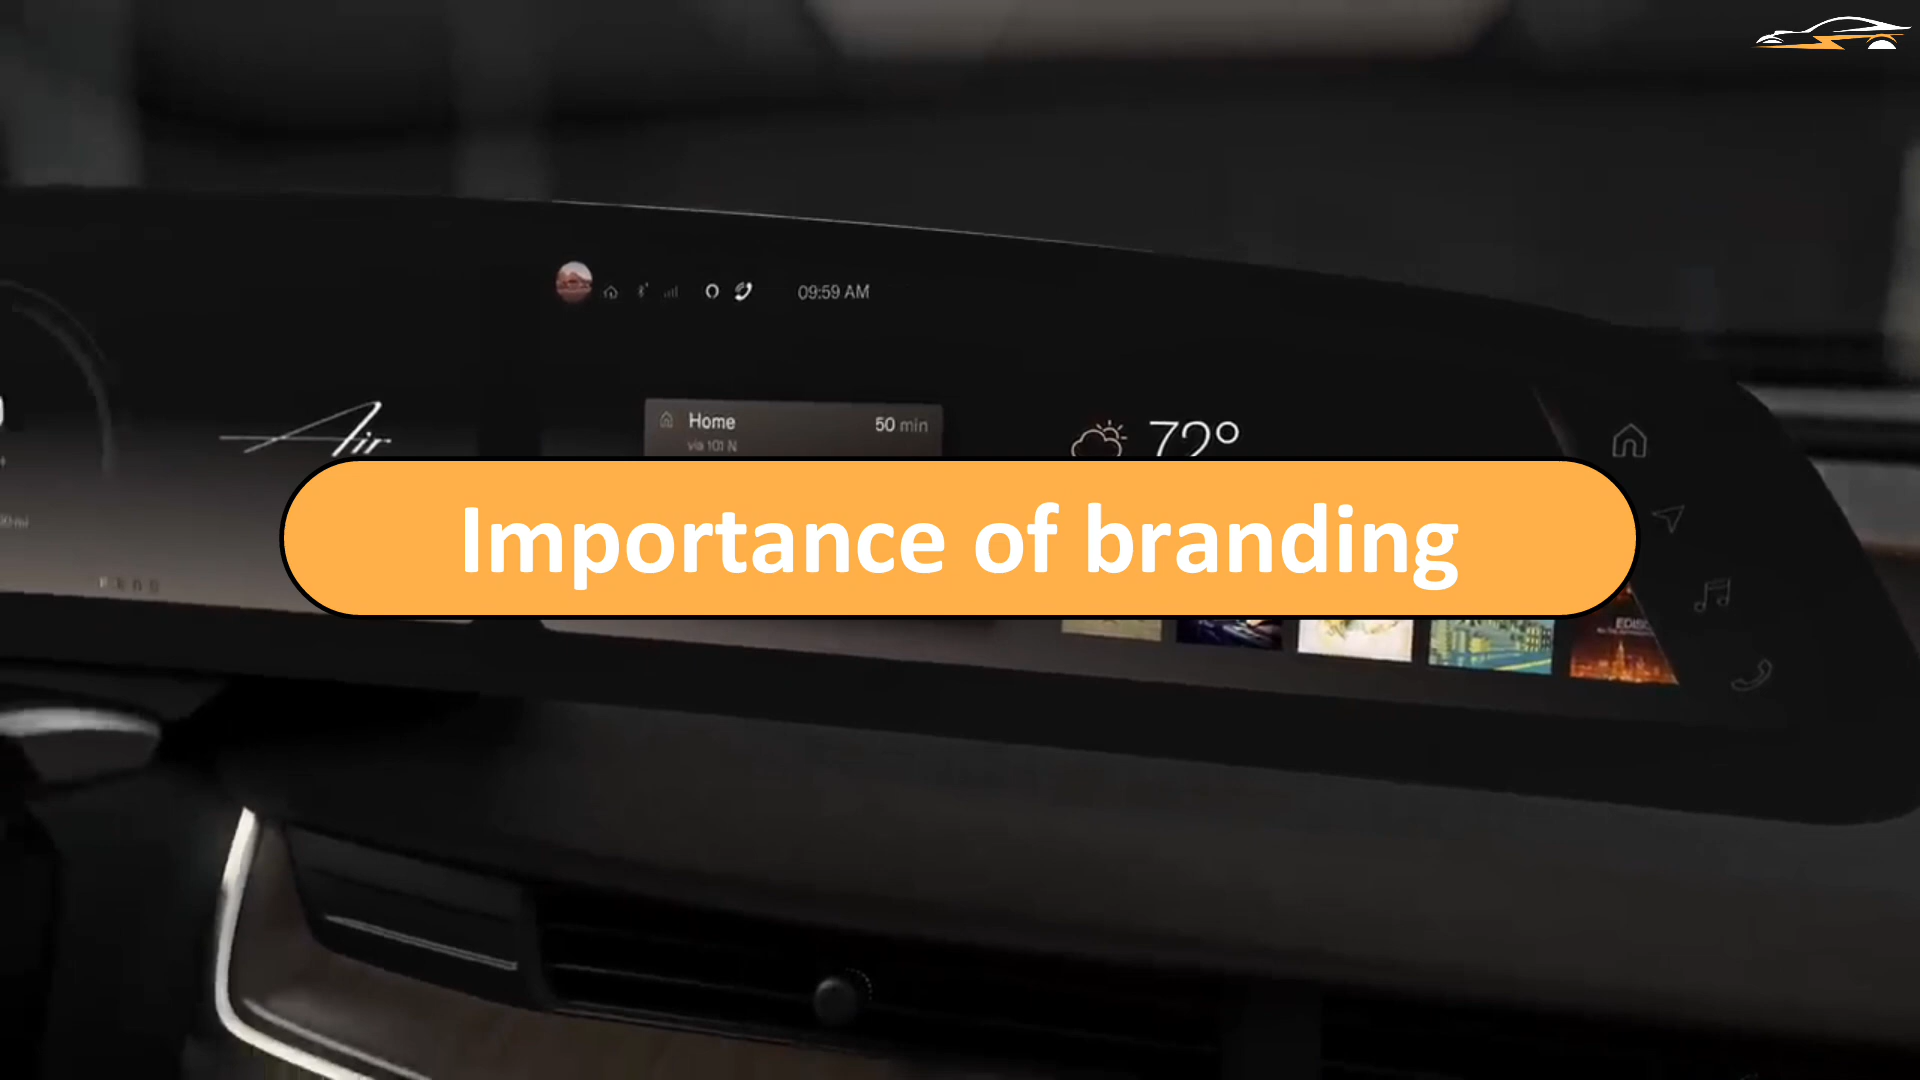 09:59 AM
Air
Home
50 min
via 101 N
72°
Importance of branding